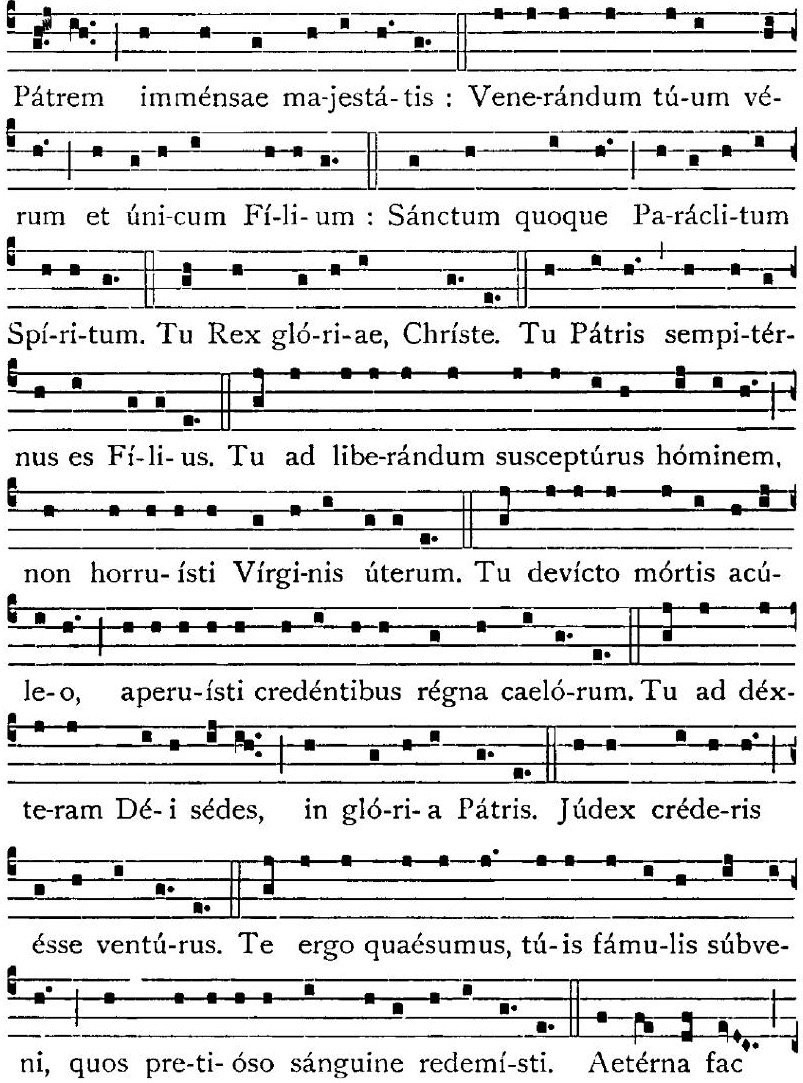 Pátrem imménsae ma-jestá-tis : Vene-rándum tú-um vé-
rum et úni-cum Fí-li-um : Sánctum quoque Pa-rácli-tum
Spí-ri-tum. Tu Rex gló-ri-ae, Chríste. Tu Pátris sempi-tér-
nus es Fí-li-us. Tu ad libe-rándum susceptúrus hóminem,
non horru-ísti Vírgi-nis úterum. Tu devícto mórtis acú-
le-o, aperu-ísti credéntibus régna caeló-rum. Tu ad déx-
te-ram Dé-i sédes, in gló-ri-a Pátris. Júdex créde-ris
ésse ventú-rus. Te ergo quaésumus, tú-is fámu-lis súbve-
ni, quos pre-ti-óso sánguine redemí-sti. Aetérna fac